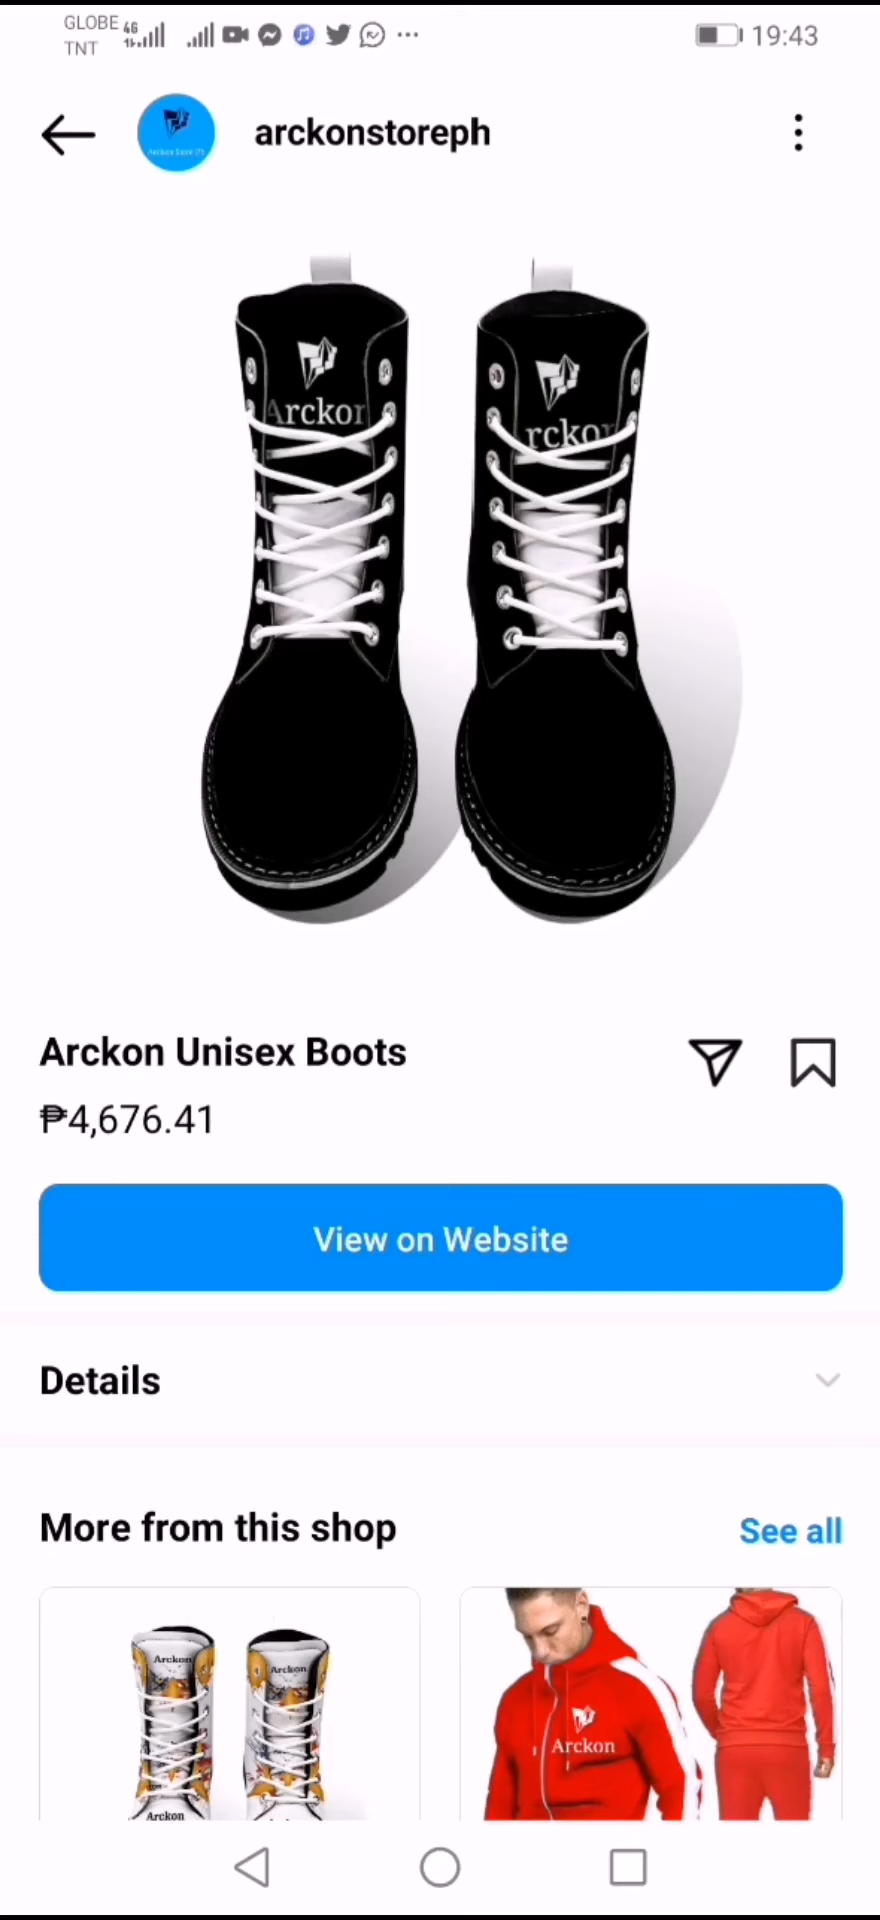 GLOBE 4G
TNT
19:43
arckonstoreph
Arckon
rckon
Arckon Unisex Boots
₱4,676.41
View on Website
Details
More from this shop
See all
Arckon
Arckon
Arckon
Arckon